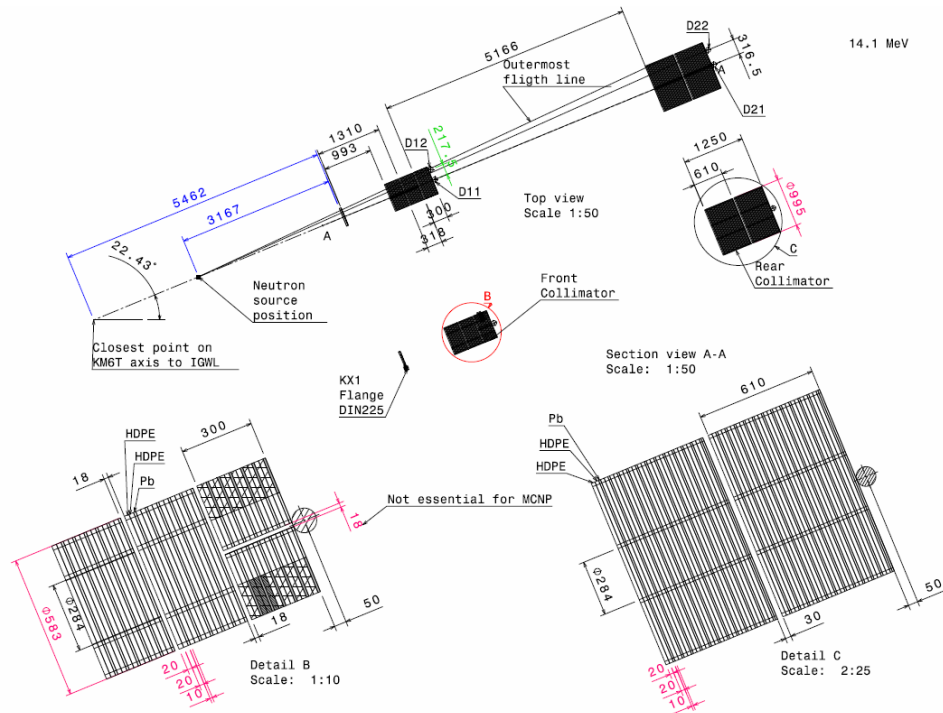 D22
14.1 MeV
5166
316.5
Outermost
fligth line
A
D21
1310
D12
217.5
993
1250
D11
610
5462
3167
Top view
Scale 1:50
300
318
Φ995
A
22.43°
C
Rear
Collimator
Neutron
source
position
Front
Collimator
B
Closest point on
KM6T axis to IGWL
Section view A-A
Scale: 1:50
KX1
Flange
DIN225
610
Pb
HDPE
HDPE
HDPE
HDPE
Pb
300
18
Not essential for MCNP
18
Φ583
Φ284
Φ284
50
18
50
30
20
20
10
Detail B
Scale: 1:10
20
20
10
Detail C
Scale: 2:25